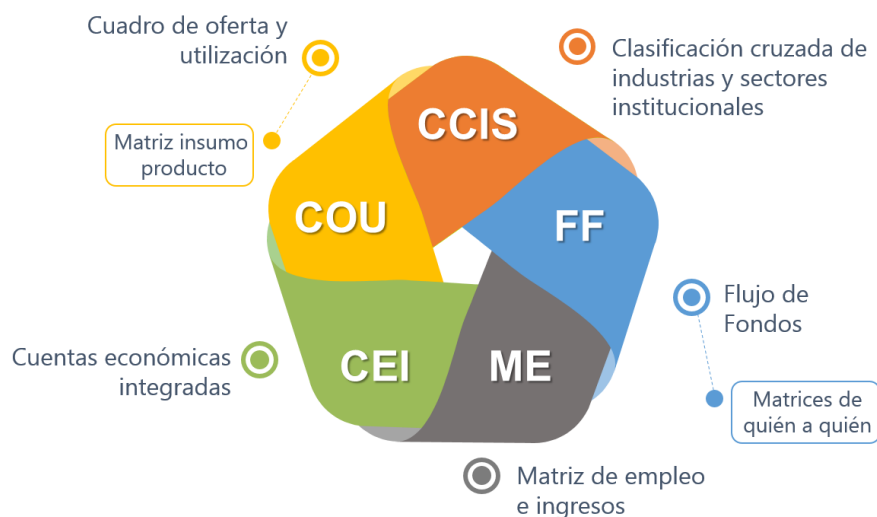 Cuadro de oferta y
utilización
Matriz insumo
producto
Clasificación cruzada de
industrias y sectores
institucionales
CCIS
COU
FF
CEI
ME
Flujo de
Fondos
Matrices de
quién a quién
Cuentas económicas
integradas
Matriz de empleo
e ingresos